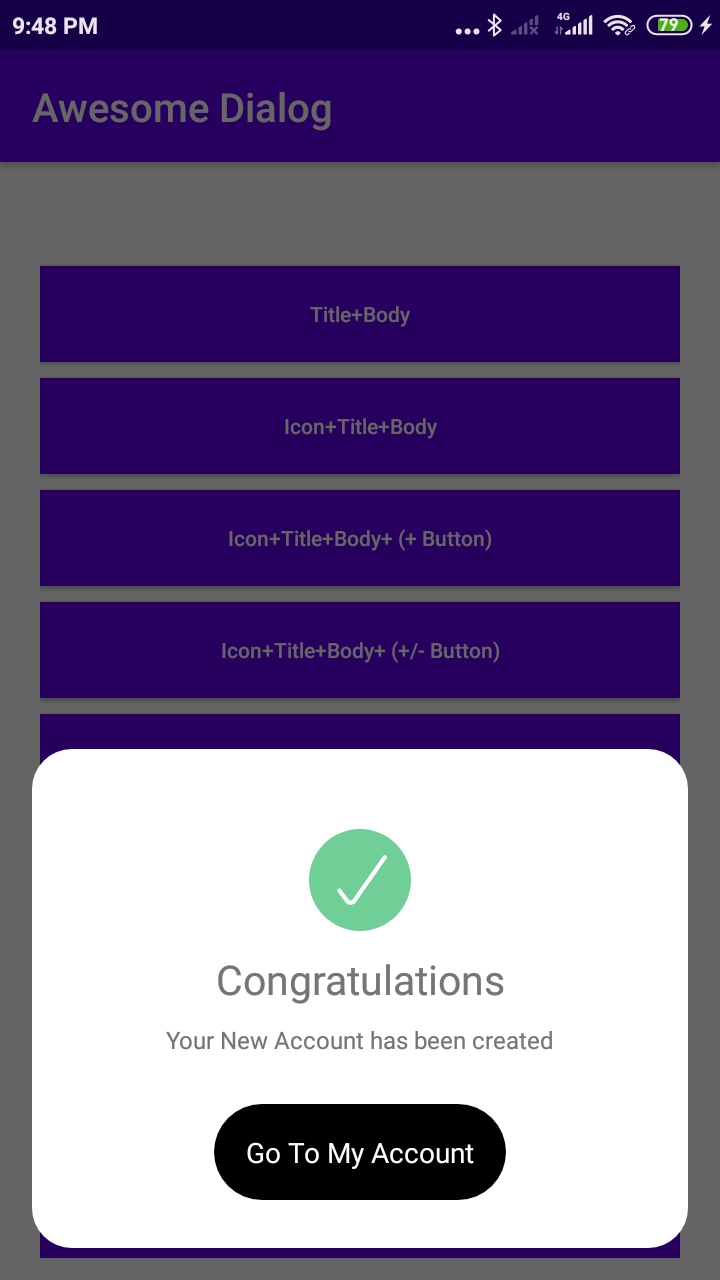 9:48 PM
4G
79
Awesome Dialog
Title+Body
Icon+Title+Body
Icon+Title+Body+ (+ Button)
Icon+Title+Body+ (+/- Button)
Congratulations
Your New Account has been created
Go To My Account